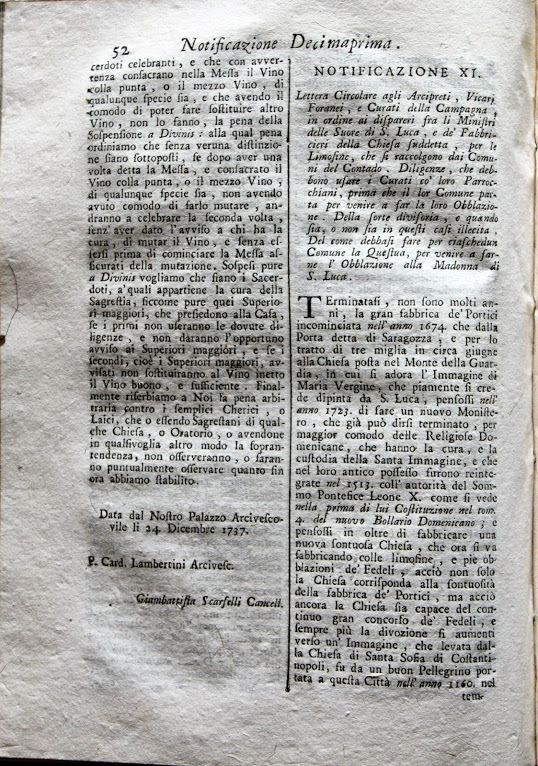 52
Notificazione Decimaprima.
cerdoti celebranti, e che con avver-
tenza consacrano nella Messa il Vino
colla punta, o il mezzo Vino, di
qualunque specie sia, e che avendo il
comodo di poter fare sostituire altro
Vino, non lo fanno, la pena della
Sospensione a Divinis: alla qual pena
ordiniamo che senza veruna distinzio-
ne siano sottoposti, se dopo aver una
volta detta la Messa, e consacrato il
Vino colla punta, o il mezzo Vino,
di qualunque specie sia, non avendo
avuto comodo di farlo mutare, an-
dranno a celebrare la seconda volta,
senz' aver dato l'avviso a chi ha la
cura, di mutar il Vino, e senza es-
sersi prima di cominciare la Messa as-
sicurati della mutazione. Sospesi pure
a Divinis vogliamo che siano i Sacer-
doti, a'quali appartiene la cura della
Sagrestia, siccome pure quei Superio-
ri maggiori, che presiedono alla Casa,
se i primi non useranno le dovute di-
ligenze, e non daranno l'opportuno
avviso ai Superiori maggiori, e se i
secondi, cioè i Superiori maggiori, av-
visati non sostituiranno al Vino inetto
il Vino buono, e sufficiente. Final-
mente riserbiamo a Noi la pena arbi-
traria contro i semplici Cherici, o
Laici, che o essendo Sagrestani di qual-
che Chiesa, o Oratorio, o avendone
in qualsivoglia altro modo la sopran-
tendenza, non osserveranno, o faran-
no puntualmente osservare quanto sin
ora abbiamo stabilito.
Data dal Nostro Palazzo Arcivesco-
vile li 24. Dicembre 1737.
P. Card. Lambertini Arcivesc.
Giambattista Scarselli Cancell.
NOTIFICAZIONE XI.
Lettera Circolare agli Arcipreti, Vicarj
Foranei, e Curati della Campagna,
in ordine ai dispareri fra li Ministri
delle Suore di S. Luca, e de' Fabbri-
cieri della Chiesa suddetta, per le
Limosine, che si raccolgono dai Comu-
ni del Contado. Diligenze, che deb-
bono usare i Curati co' loro Paroc-
chiani, prima che il lor Comune par-
ta per venire a far la loro Obblazio-
ne. Della sorte divisoria, e quando
sia, o non sia in questi casi illecita.
Del come debbasi fare per ciaschedun
Comune la Questua, per venire a far-
ne l'Obblazione alla Madonna di
S. Luca.
TErminatasi, non sono molti an-
ni, la gran fabbrica de' Portici
incominciata nell' anno 1674. che dalla
Porta detta di Saragozza, e per lo
tratto di tre miglia in circa giugne
alla Chiesa posta nel Monte della Guar-
dia, in cui si adora l'Immagine di
Maria Vergine, che piamente si cre-
de dipinta da S. Luca, pensossi nell'
anno 1723. di fare un nuovo Moniste-
ro, che già può dirsi terminato, per
maggior comodo delle Religiose Do-
menicane, che hanno la cura, e la
custodia della Santa Immagine, e che
nel loro antico possesso furono reinte-
grate nel 1513. coll' autorità del Som-
mo Pontefice Leone X. come si vede
nella prima di lui Costituzione nel tom.
4. del nuovo Bollario Domenicano; e
pensossi in oltre di fabbricare una
nuova sontuosa Chiesa, che ora si va
fabbricando colle limosine, e pie ob-
blazioni de' Fedeli, acciò non solo
la Chiesa corrisponda alla sontuosità
della fabbrica de' Portici, ma acciò
ancora la Chiesa sia capace del con-
tinuo gran concorso de' Fedeli, e
sempre più la divozione si aumenti
verso un' Immagine, che levata dal-
la Chiesa di Santa Sofia di Costanti-
nopoli, fu da un buon Pellegrino por-
tata a questa Città nell' anno 1160. nel
tem-